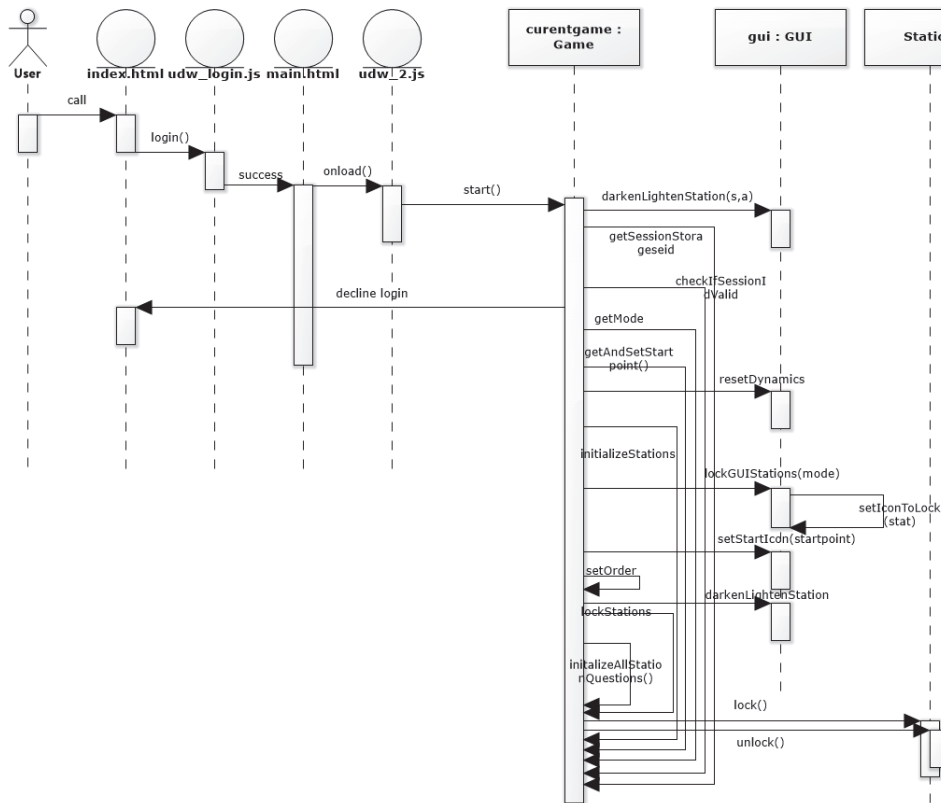 curentgame :
Game
gui : GUI
Static
User
index.html
udw_login.js
main.html
udw_2.js
call
login()
success
onload()
start()
darkenLightenStation(s,a)
getSessionStora
geseid
checkIfSessionI
dValid
decline login
getMode
getAndSetStart
point()
resetDynamics
initializeStations
lockGUIStations(mode)
setIconToLock
(stat)
setStartIcon(startpoint)
setOrder
darkenLightenStation
lockStations
initalizeAllStatio
nQuestions()
lock()
unlock()